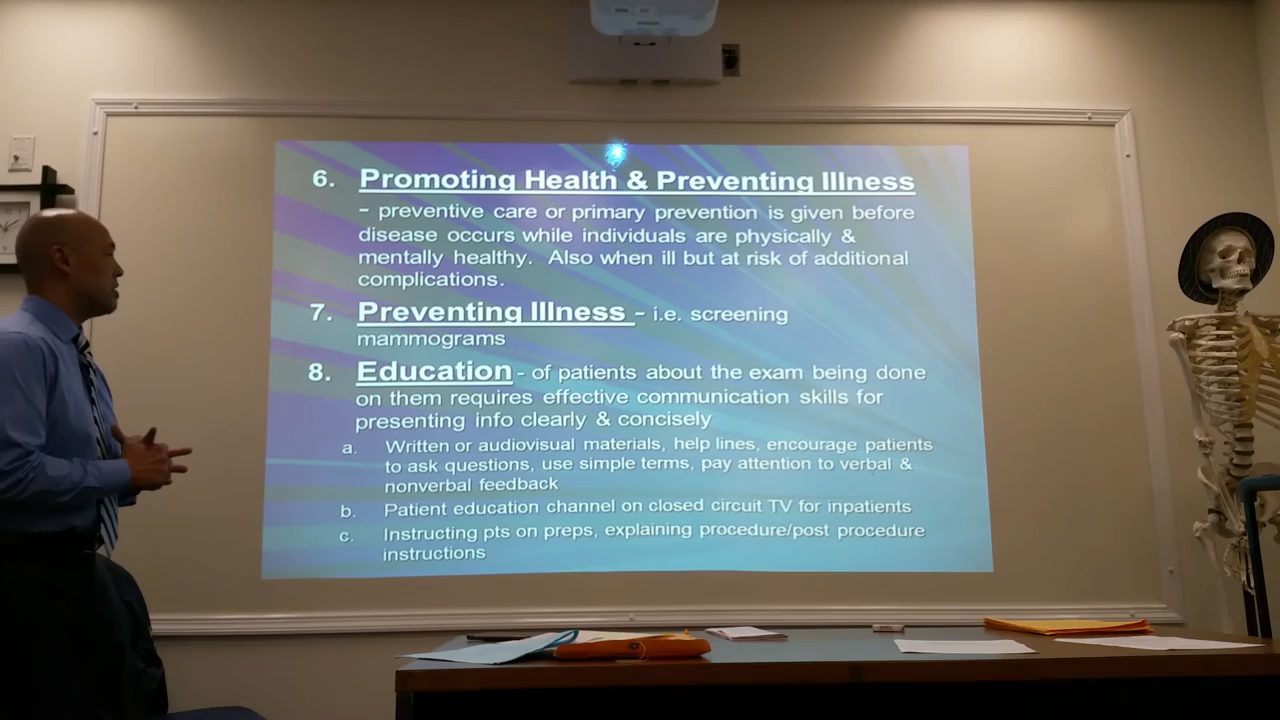 6. Promoting Health & Preventing Illness
– preventive care or primary prevention is given before
disease occurs while individuals are physically &
mentally healthy. Also when ill but at risk of additional
complications.
7. Preventing Illness – i.e. screening
mammograms
8. Education - of patients about the exam being done
on them requires effective communication skills for
presenting info clearly & concisely
a. Written or audiovisual materials, help lines, encourage patients
to ask questions, use simple terms, pay attention to verbal &
nonverbal feedback
b. Patient education channel on closed circuit TV for inpatients
c. Instructing pts on preps, explaining procedure/post procedure
instructions